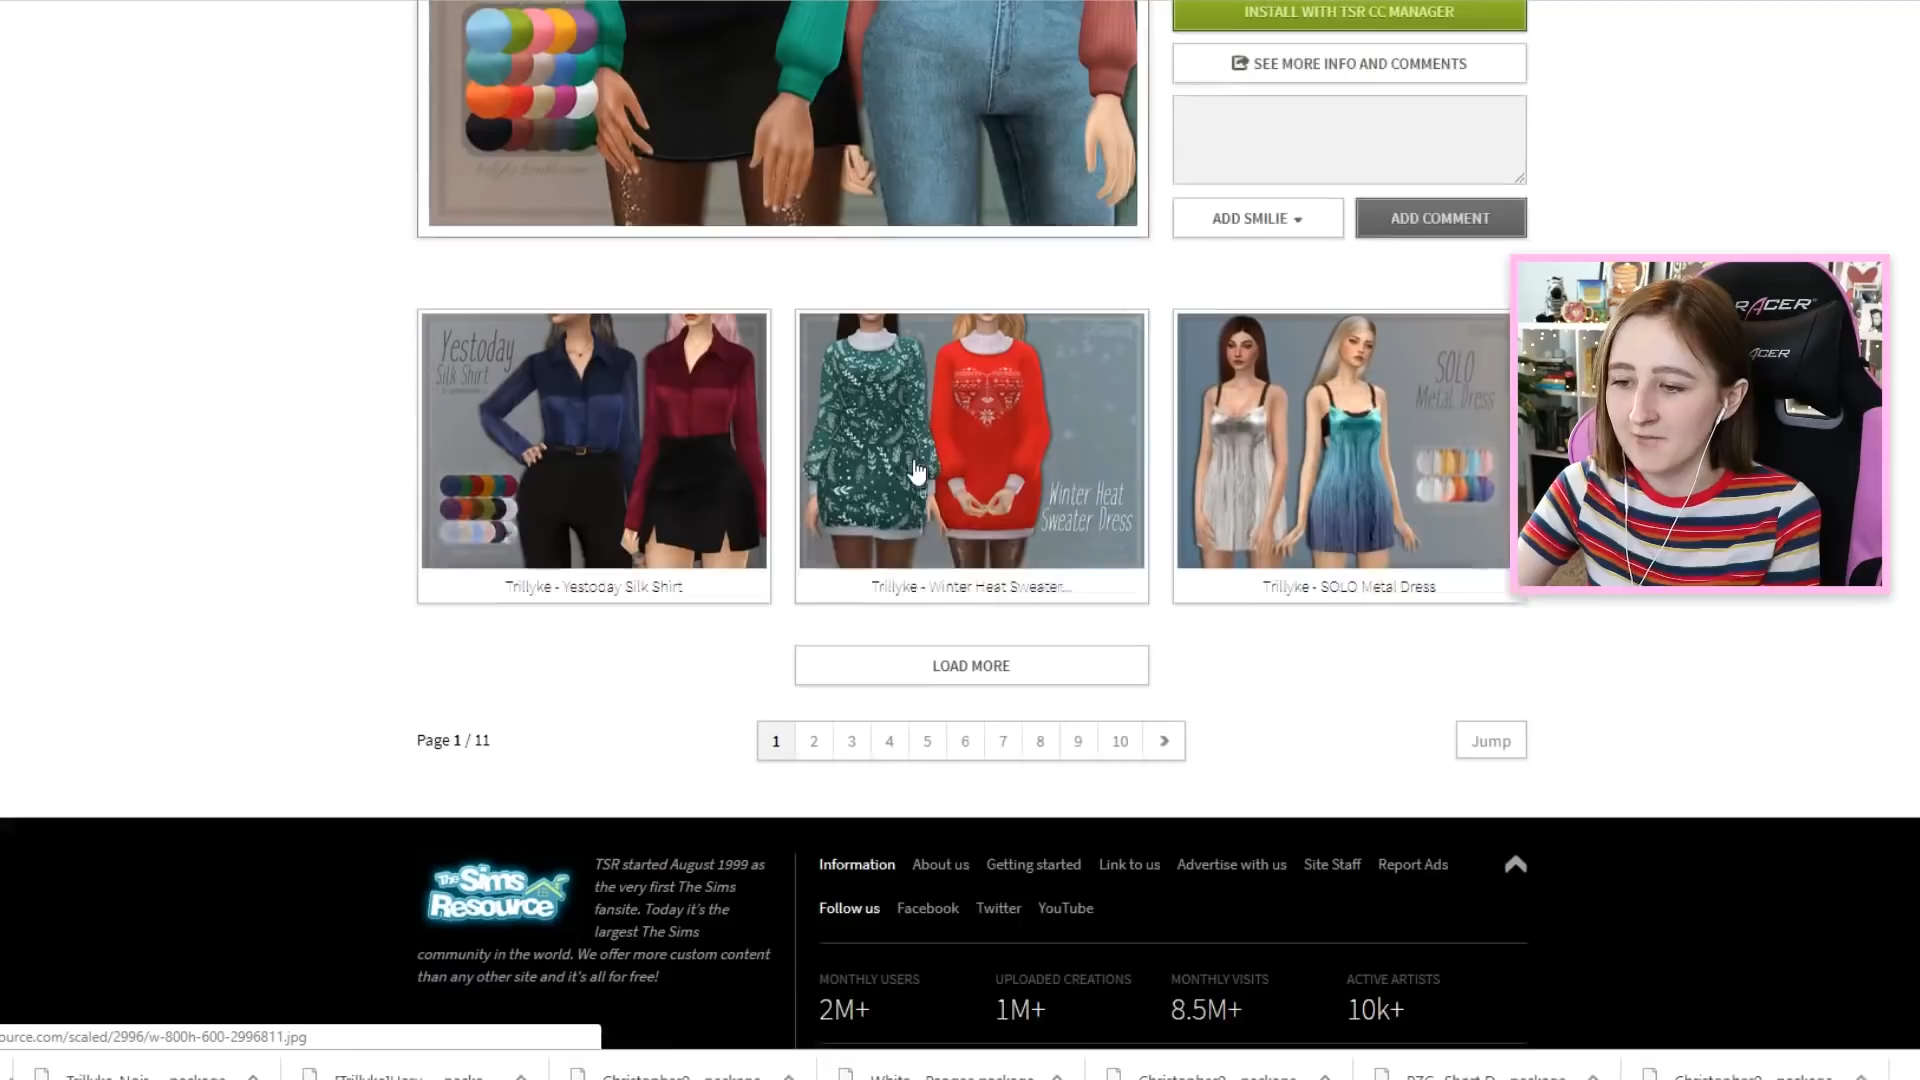 INSTALL WITH TSR CC MANAGER
SEE MORE INFO AND COMMENTS
ADD SMILIE
ADD COMMENT
RACER
ACER
Yestoday
Silk Shirt
Winter Heat
Sweater Dress
SOLO
Metal Dress
Trillyke - Yestoday Silk Shirt
Trillyke - Winter Heat Sweater...
Trillyke - SOLO Metal Dress
LOAD MORE
Page 1 / 11
1 2 3 4 5 6 7 8 9 10
Jump
The Sims Resource
TSR started August 1999 as
the very first The Sims
fansite. Today it's the
largest The Sims
community in the world. We offer more custom content
than any other site and it's all for free!
Information About us Getting started Link to us Advertise with us Site Staff Report Ads
Follow us Facebook Twitter YouTube
MONTHLY USERS UPLOADED CREATIONS MONTHLY VISITS ACTIVE ARTISTS
2M+ 1M+ 8.5M+ 10k+
ource.com/scaled/2996/w-800h-600-2996811.jpg